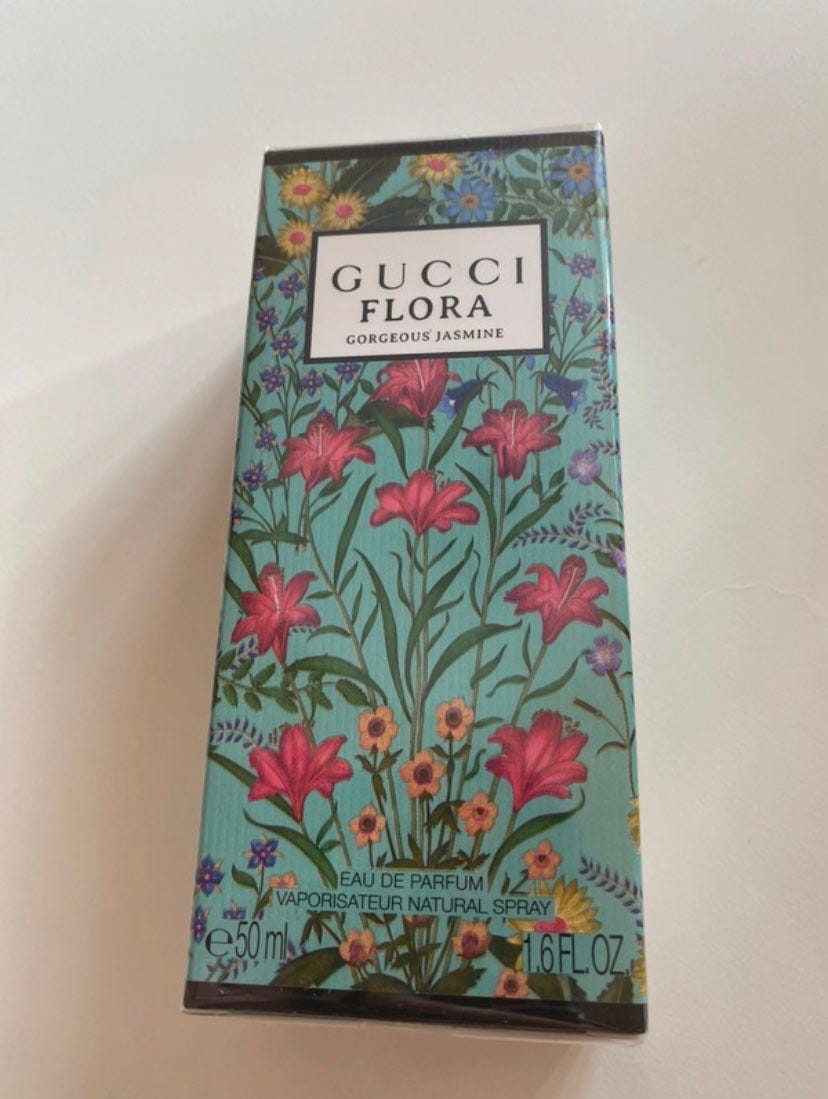 GUCCI
FLORA
GORGEOUS JASMINE
EAU DE PARFUM
VAPORISATEUR NATURAL SPRAY
℮50 ml
1.6 FL. OZ.